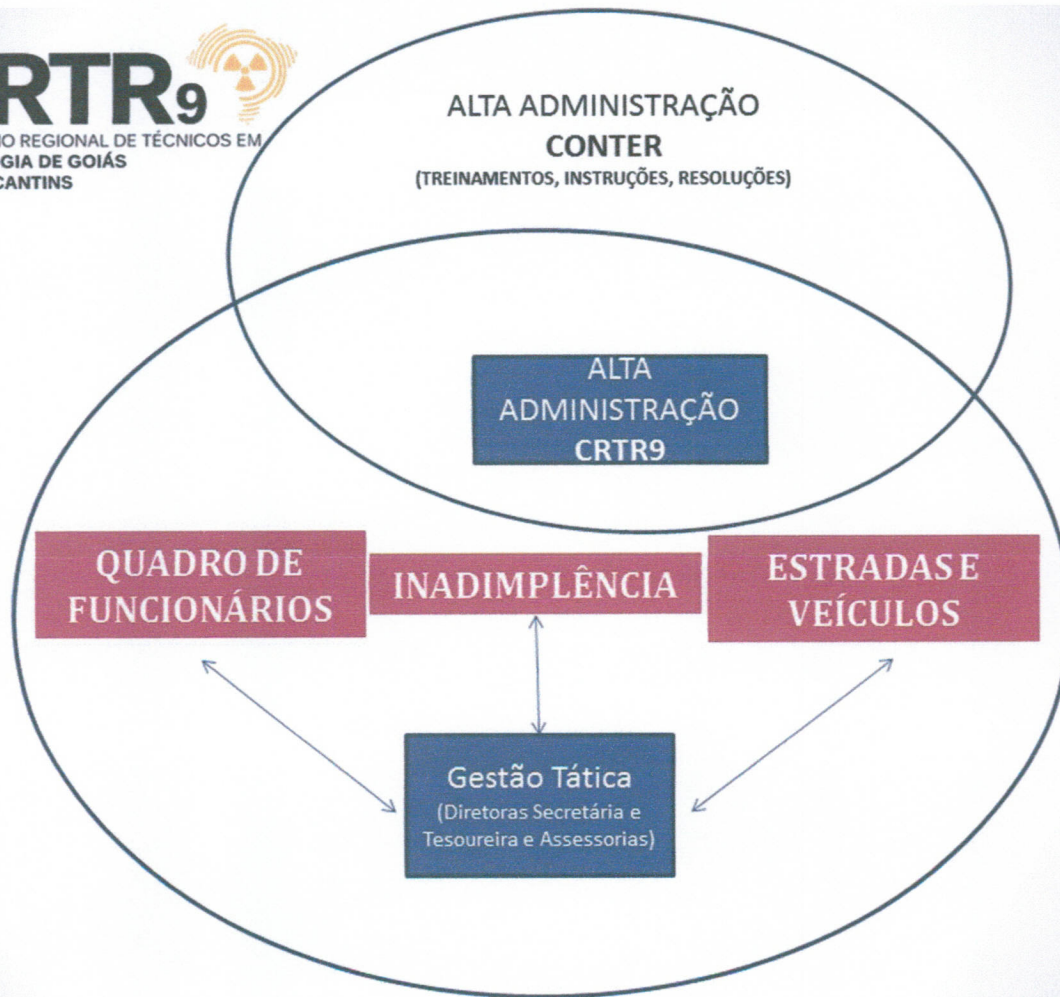 RTR9
IO REGIONAL DE TÉCNICOS EM
GIA DE GOIÁS
CANTINS
ALTA ADMINISTRAÇÃO
CONTER
(TREINAMENTOS, INSTRUÇÕES, RESOLUÇÕES)
ALTA
ADMINISTRAÇÃO
CRTR9
QUADRO DE
FUNCIONÁRIOS
INADIMPLÊNCIA
ESTRADAS E
VEÍCULOS
Gestão Tática
(Diretoras Secretária e
Tesoureira e Assessorias)